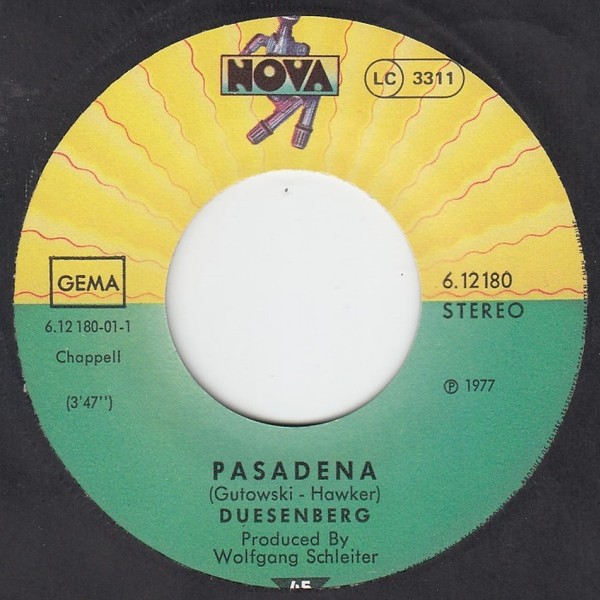 NOVA
LC 3311
GEMA
6.12180
STEREO
6.12 180-01-1
Chappell
(3'47'')
℗ 1977
PASADENA
(Gutowski - Hawker)
DUESENBERG
Produced By
Wolfgang Schleiter
45